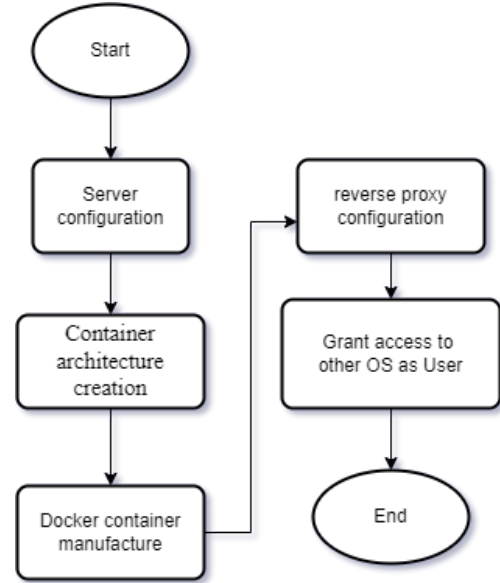 Start
Server
configuration
Container
architecture
creation
Docker container
manufacture
reverse proxy
configuration
Grant access to
other OS as User
End